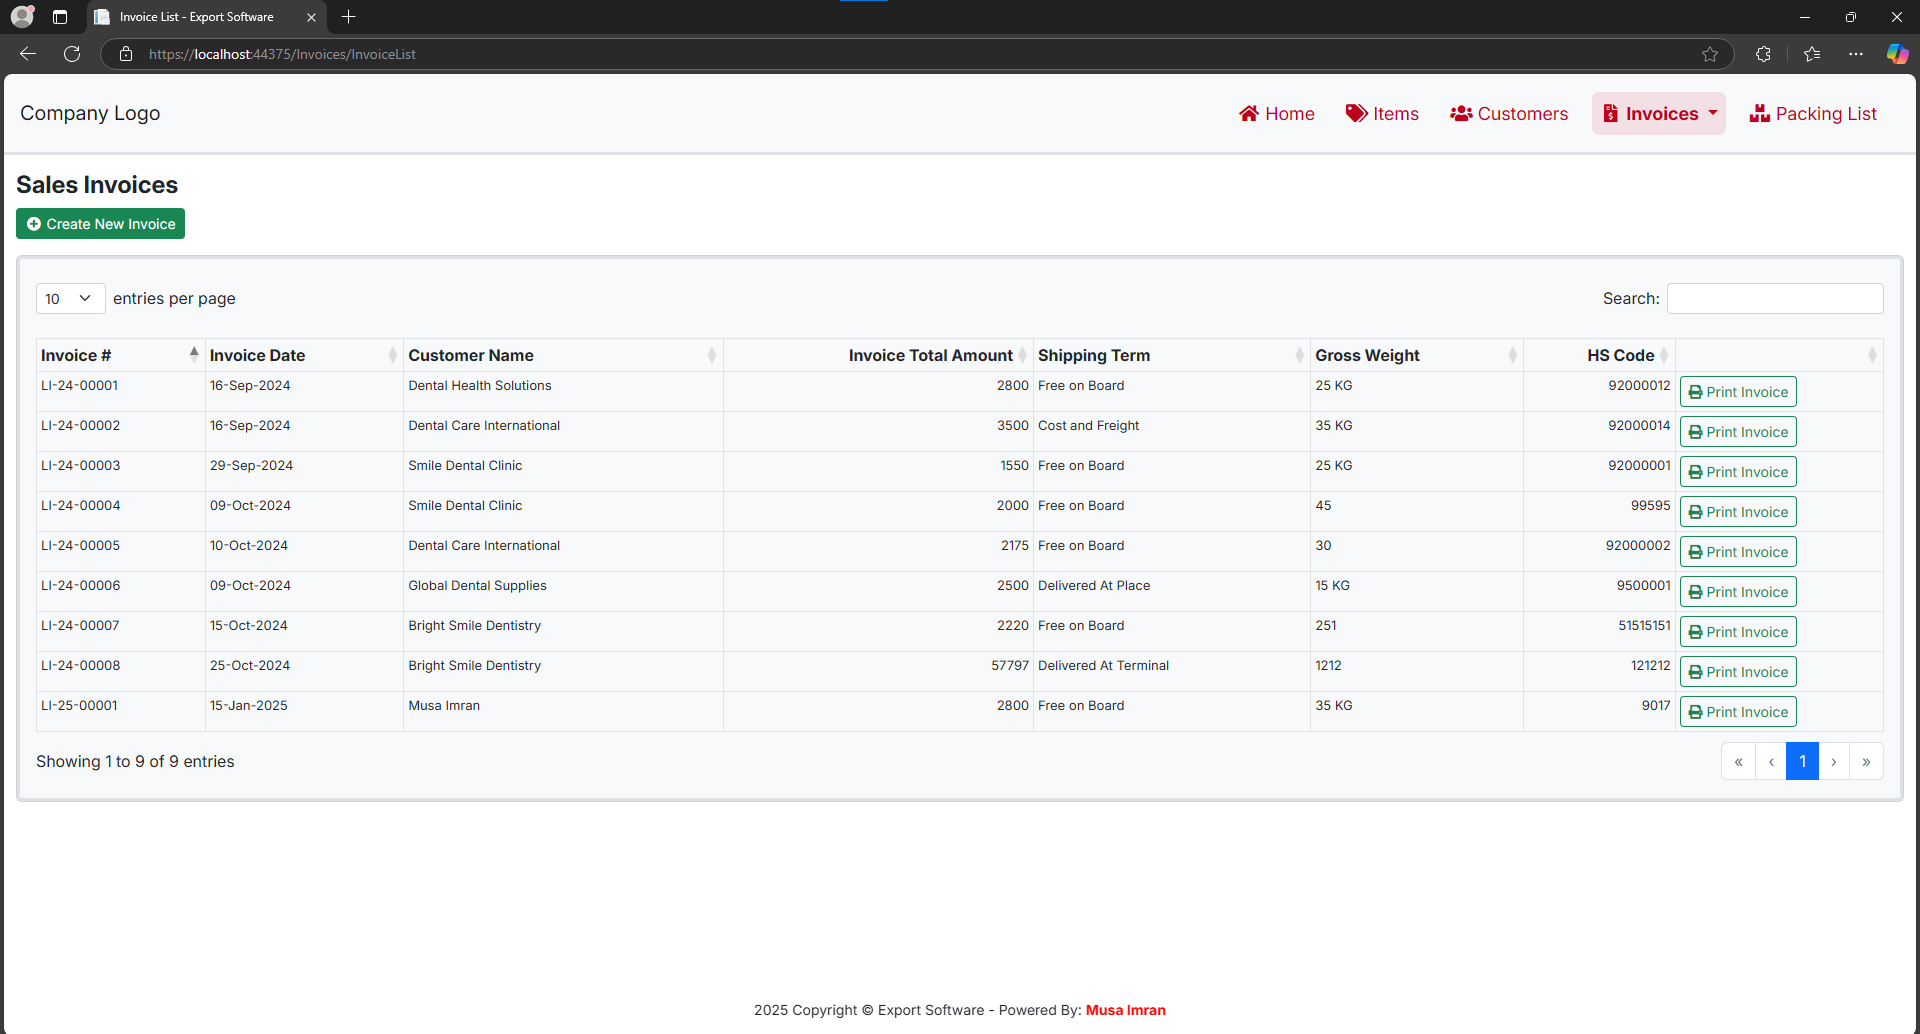 Invoice List - Export Software
https://localhost:44375/Invoices/InvoiceList
Company Logo
Home
Items
Customers
Invoices
Packing List
Sales Invoices
Create New Invoice
10 entries per page
Search:
Invoice # Invoice Date Customer Name Invoice Total Amount Shipping Term Gross Weight HS Code
LI-24-00001 16-Sep-2024 Dental Health Solutions 2800 Free on Board 25 KG 92000012 Print Invoice
LI-24-00002 16-Sep-2024 Dental Care International 3500 Cost and Freight 35 KG 92000014 Print Invoice
LI-24-00003 29-Sep-2024 Smile Dental Clinic 1550 Free on Board 25 KG 92000001 Print Invoice
LI-24-00004 09-Oct-2024 Smile Dental Clinic 2000 Free on Board 45 99595 Print Invoice
LI-24-00005 10-Oct-2024 Dental Care International 2175 Free on Board 30 92000002 Print Invoice
LI-24-00006 09-Oct-2024 Global Dental Supplies 2500 Delivered At Place 15 KG 9500001 Print Invoice
LI-24-00007 15-Oct-2024 Bright Smile Dentistry 2220 Free on Board 251 51515151 Print Invoice
LI-24-00008 25-Oct-2024 Bright Smile Dentistry 57797 Delivered At Terminal 1212 121212 Print Invoice
LI-25-00001 15-Jan-2025 Musa Imran 2800 Free on Board 35 KG 9017 Print Invoice
Showing 1 to 9 of 9 entries
« ‹ 1 › »
2025 Copyright © Export Software - Powered By: Musa Imran